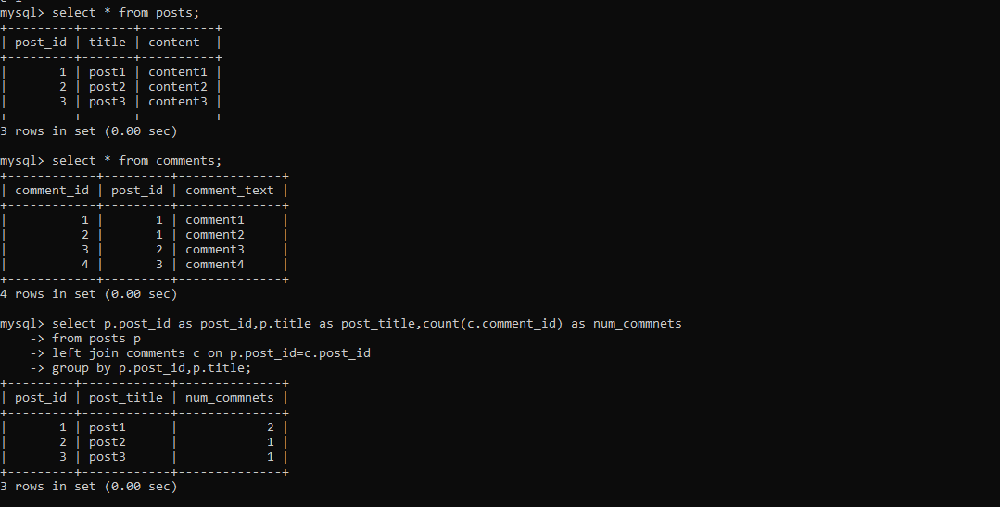 mysql> select * from posts;
+---------+-------+----------+
| post_id | title | content  |
+---------+-------+----------+
|       1 | post1 | content1 |
|       2 | post2 | content2 |
|       3 | post3 | content3 |
+---------+-------+----------+
3 rows in set (0.00 sec)

mysql> select * from comments;
+------------+---------+--------------+
| comment_id | post_id | comment_text |
+------------+---------+--------------+
|          1 |       1 | comment1     |
|          2 |       1 | comment2     |
|          3 |       2 | comment3     |
|          4 |       3 | comment4     |
+------------+---------+--------------+
4 rows in set (0.00 sec)

mysql> select p.post_id as post_id,p.title as post_title,count(c.comment_id) as num_commnets
    -> from posts p
    -> left join comments c on p.post_id=c.post_id
    -> group by p.post_id,p.title;
+---------+------------+--------------+
| post_id | post_title | num_commnets |
+---------+------------+--------------+
|       1 | post1      |            2 |
|       2 | post2      |            1 |
|       3 | post3      |            1 |
+---------+------------+--------------+
3 rows in set (0.00 sec)